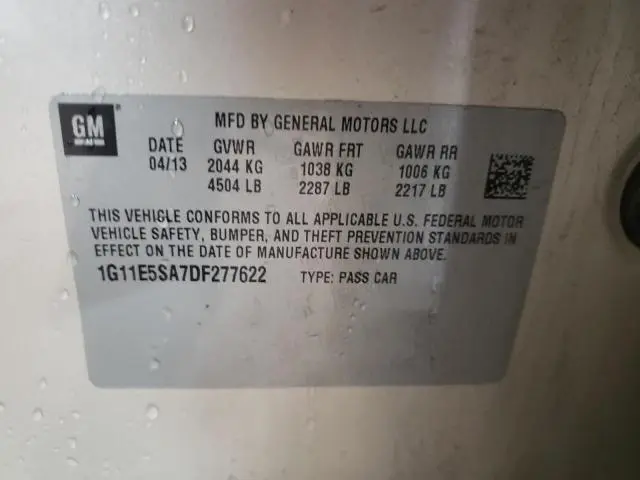 GM
MFD BY GENERAL MOTORS LLC
DATE GVWR GAWR FRT GAWR RR
04/13 2044 KG 1038 KG 1006 KG
4504 LB 2287 LB 2217 LB
THIS VEHICLE CONFORMS TO ALL APPLICABLE U.S. FEDERAL MOTOR
VEHICLE SAFETY, BUMPER, AND THEFT PREVENTION STANDARDS IN
EFFECT ON THE DATE OF MANUFACTURE SHOWN ABOVE.
1G11E5SA7DF277622 TYPE: PASS CAR